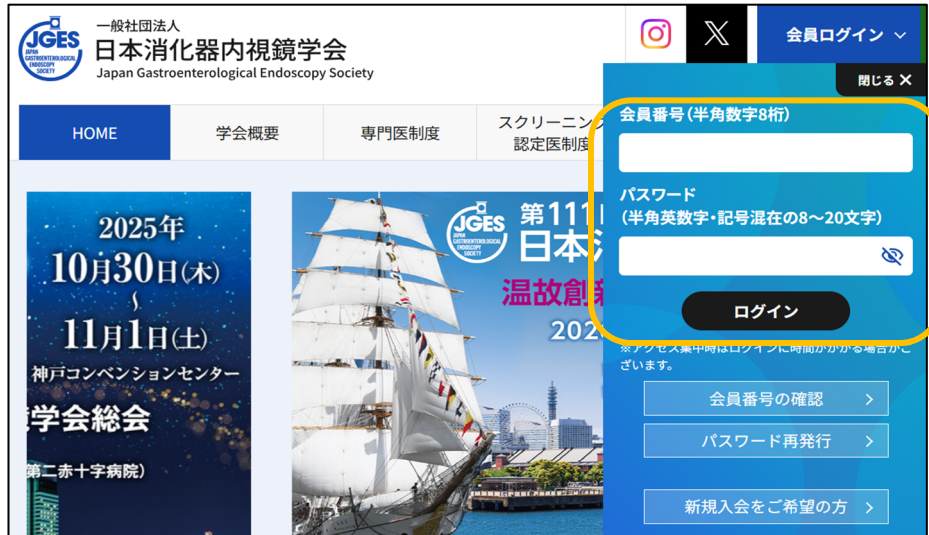 JGES
JAPAN
GASTROENTEROLOGICAL
ENDOSCOPY
SOCIETY
一般社団法人
日本消化器内視鏡学会
Japan Gastroenterological Endoscopy Society
会員ログイン
閉じる ×
HOME
学会概要
専門医制度
スクリーニング
認定医制度
会員番号(半角数字8桁)
パスワード
(半角英数字・記号混在の8～20文字)
ログイン
※アクセス集中時はログインに時間がかかる場合がご
ざいます。
会員番号の確認
パスワード再発行
新規入会をご希望の方
2025年
10月30日(木)
～
11月1日(土)
神戸コンベンションセンター
学会総会
第二赤十字病院)
JGES
第111
日本消
温故創新
202